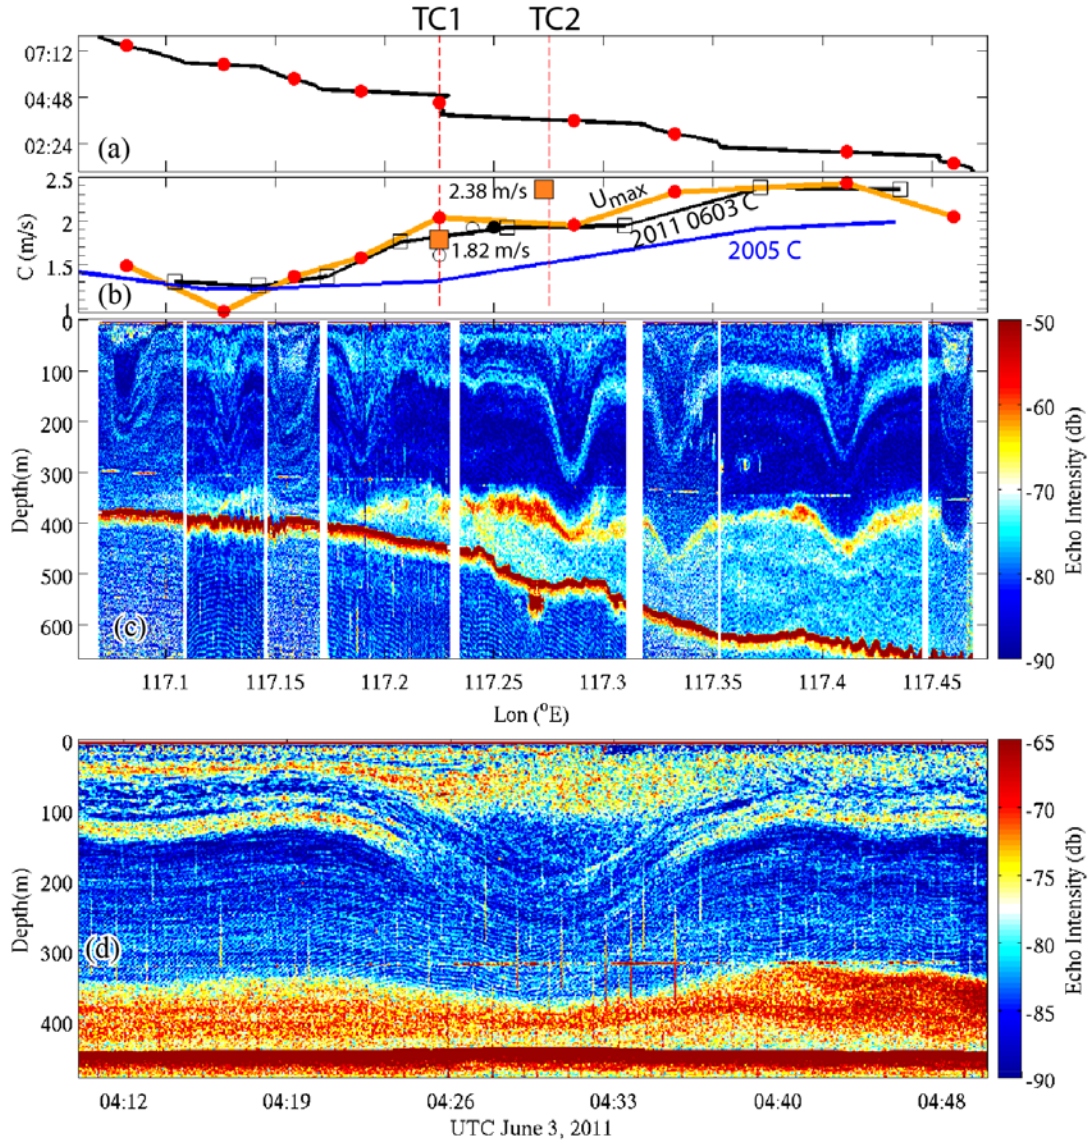 TC1 TC2
07:12
04:48
02:24
(a)
2.5
2
1.5
1
C (m/s)
2.38 m/s
Umax
2011 0603 C
1.82 m/s
2005 C
(b)
0
100
200
300
400
500
600
Depth(m)
(c)
117.1 117.15 117.2 117.25 117.3 117.35 117.4 117.45
Lon (°E)
-50
-60
-70
-80
-90
Echo Intensity (db)
0
100
200
300
400
Depth(m)
(d)
04:12 04:19 04:26 04:33 04:40 04:48
UTC June 3, 2011
-65
-70
-75
-80
-85
-90
Echo Intensity (db)